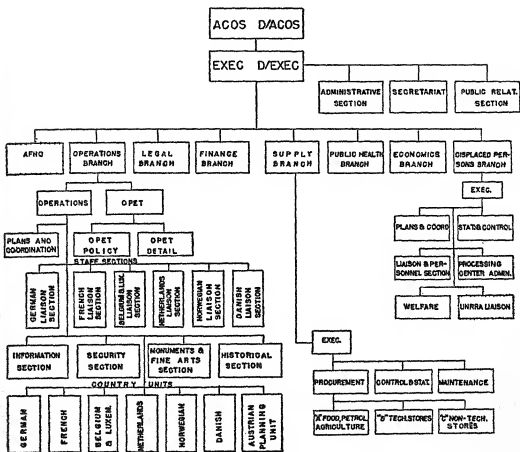 ACOS D/ACOS
EXEC D/EXEC
ADMINISTRATIVE
SECTION
SECRETARIAT
PUBLIC RELAT.
SECTION
AFHQ
OPERATIONS
BRANCH
LEGAL
BRANCH
FINANCE
BRANCH
SUPPLY
BRANCH
PUBLIC HEALTH
BRANCH
ECONOMICS
BRANCH
DISPLACED PER-
SONS BRANCH
OPERATIONS
OPET
PLANS AND
COORDINATION
OPET
POLICY
OPET
DETAIL
STAFF SECTIONS
GERMAN
LIAISON
SECTION
FRENCH
LIAISON
SECTION
BELGIUM & LUX.
LIAISON
SECTION
NETHERLANDS
LIAISON
SECTION
NORWEGIAN
LIAISON
SECTION
DANISH
LIAISON
SECTION
INFORMATION
SECTION
SECURITY
SECTION
MONUMENTS &
FINE ARTS SECTION
HISTORICAL
SECTION
COUNTRY UNITS
GERMAN
FRENCH
BELGIUM
& LUXEM.
NETHERLANDS
NORWEGIAN
DANISH
AUSTRIAN
PLANNING
UNIT
EXEC.
PLANS & COORD
STAT.& CONTROL
LIAISON & PER-
SONNEL SECTION
PROCESSING
CENTER ADMIN.
WELFARE
UNRRA LIAISON
EXEC.
PROCUREMENT
CONTROL& STAT.
MAINTENANCE
"A" FOOD, PETROL,
AGRICULTURE
"B" TECH. STORES
"C" NON-TECH.
STORES